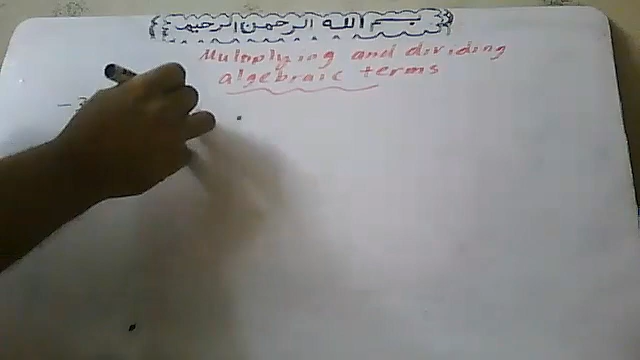 بسم الله الرحمن الرحيم
Multiplying and dividing
algebraic terms